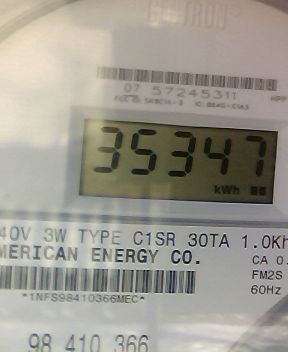 07 57245311
35347
kWh
40V 3W TYPE C1SR 30TA 1.0Kh
MERICAN ENERGY CO.
CA 0.
*1NFS98410366MEC*
FM2S
60Hz
98 410 366